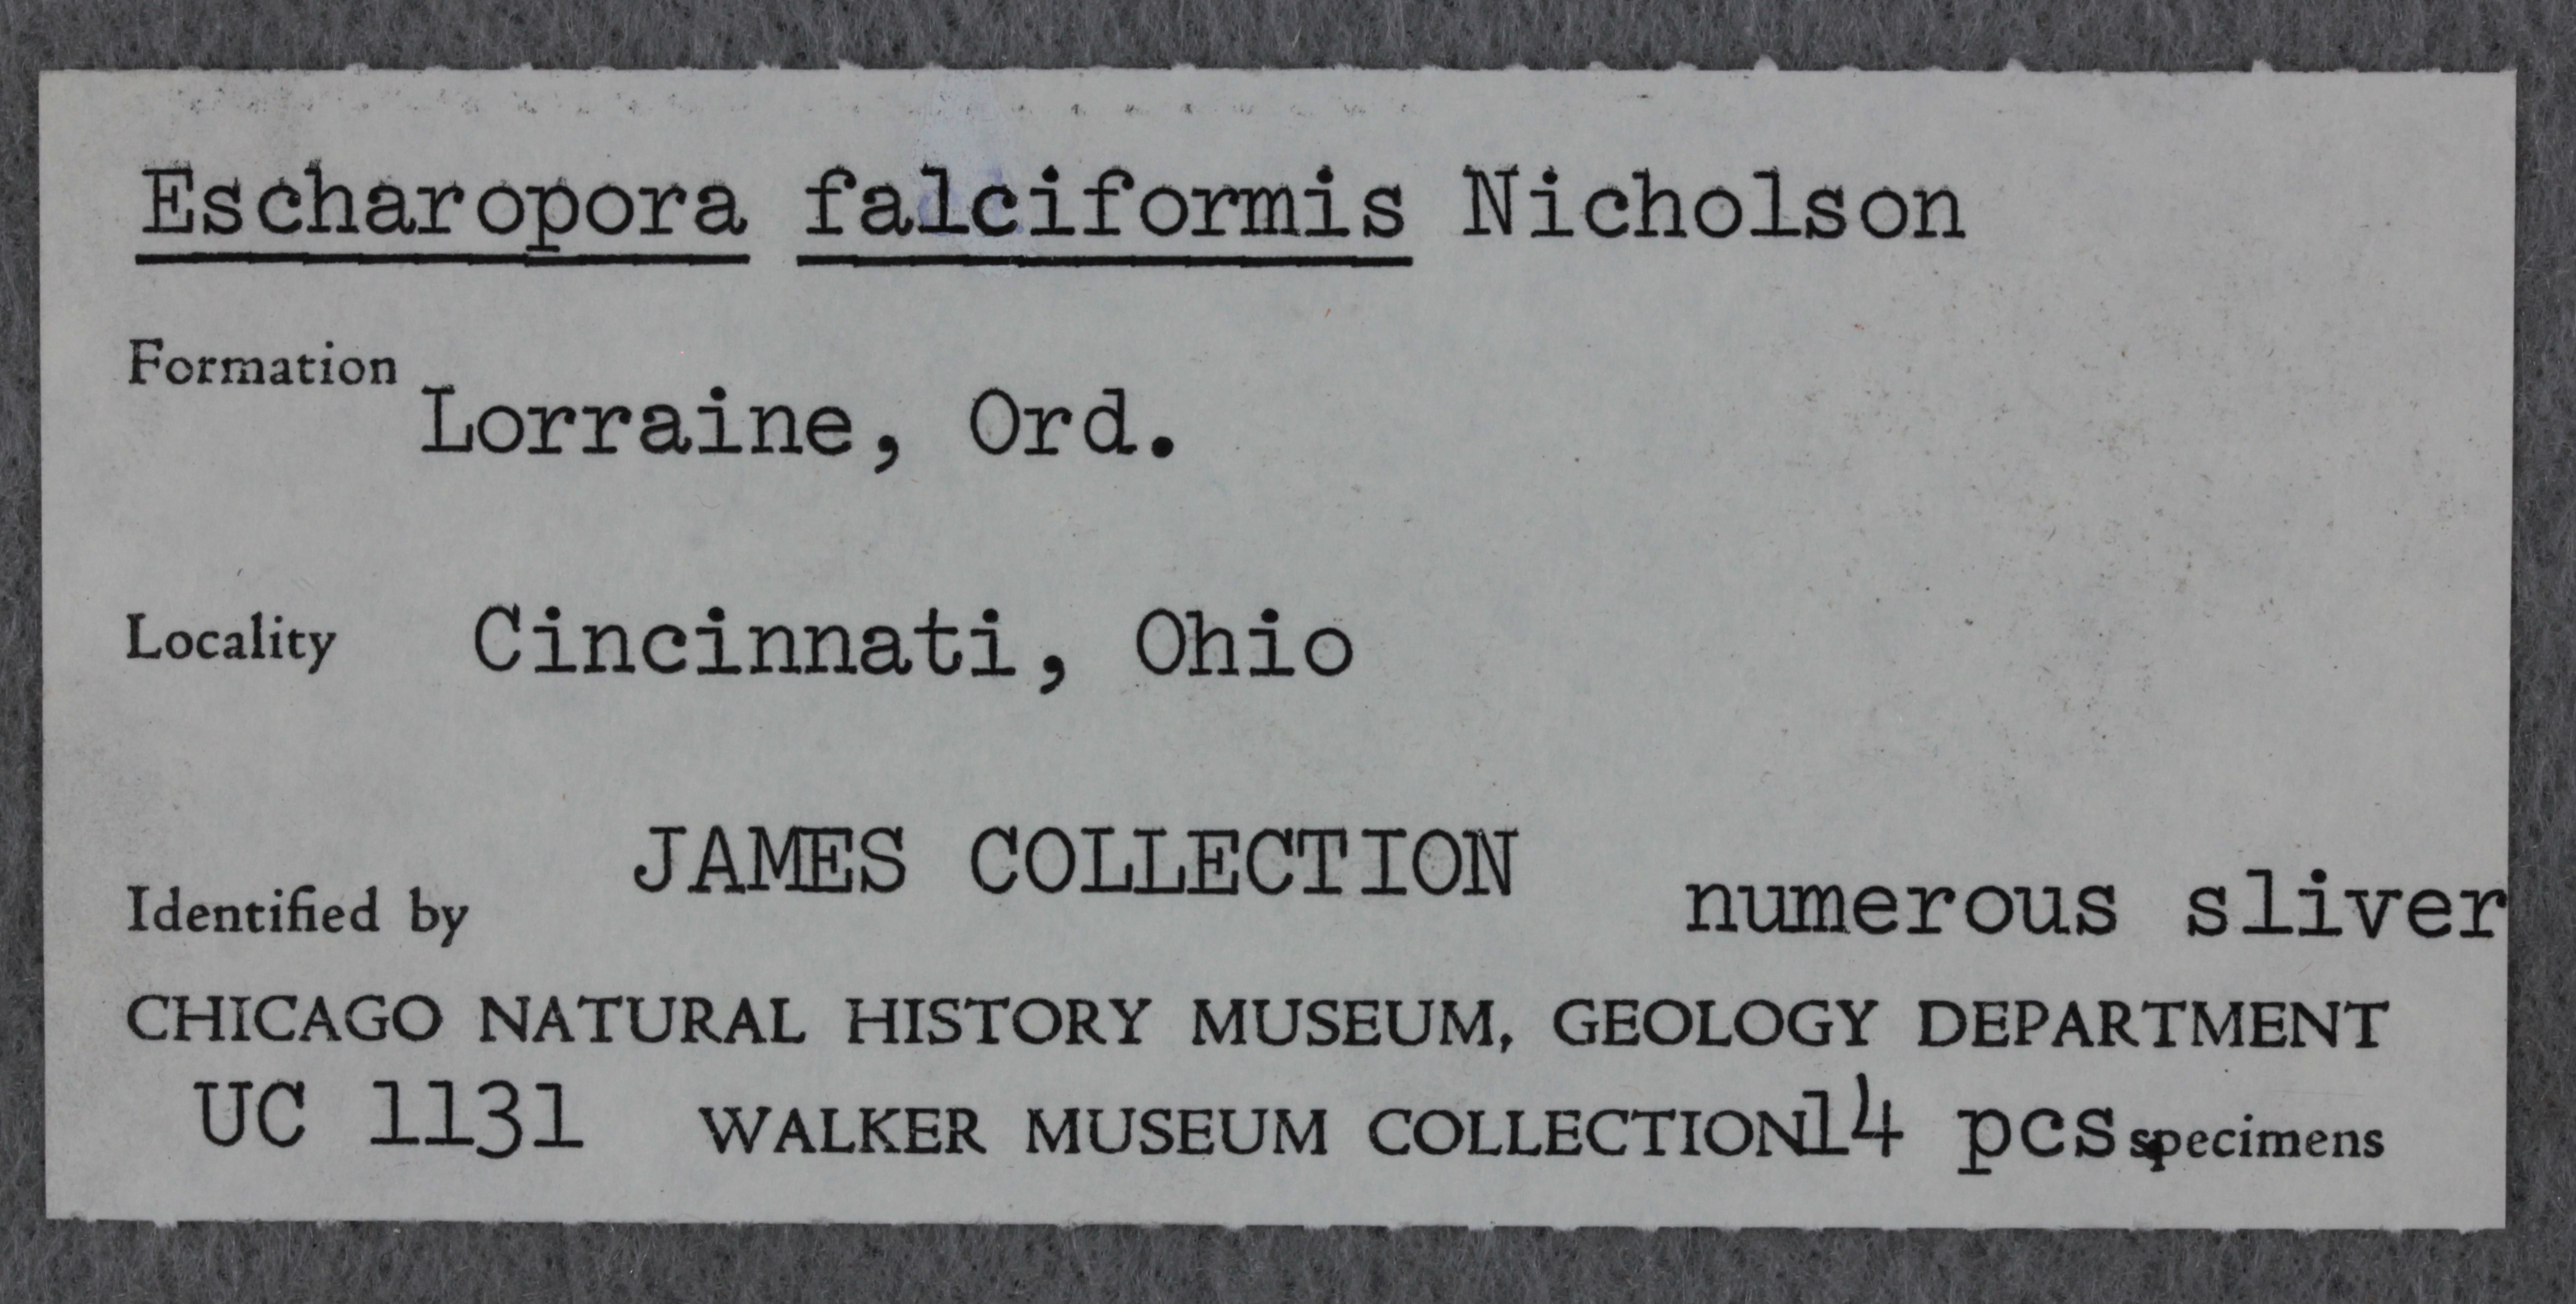 Escharopora falciformis Nicholson
Formation Lorraine, Ord.
Locality Cincinnati, Ohio
JAMES COLLECTION
Identified by numerous sliver
CHICAGO NATURAL HISTORY MUSEUM, GEOLOGY DEPARTMENT
UC 1131 WALKER MUSEUM COLLECTION 14 pcs. specimens